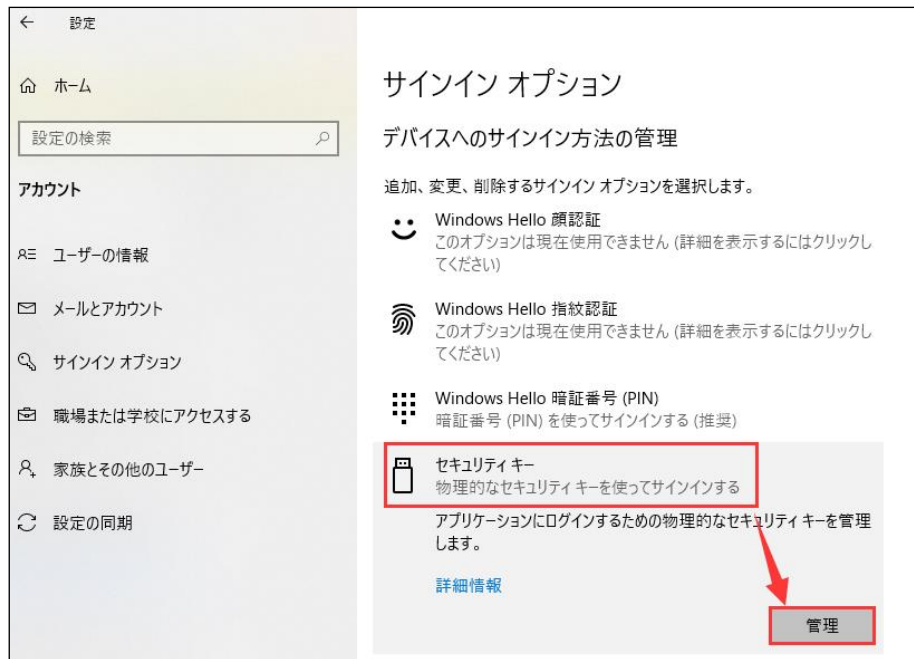 設定
ホーム
設定の検索
アカウント
ユーザーの情報
メールとアカウント
サインイン オプション
職場または学校にアクセスする
家族とその他のユーザー
設定の同期
サインイン オプション
デバイスへのサインイン方法の管理
追加、変更、削除するサインイン オプションを選択します。
Windows Hello 顔認証
このオプションは現在使用できません (詳細を表示するにはクリックし
てください)
Windows Hello 指紋認証
このオプションは現在使用できません (詳細を表示するにはクリックし
てください)
Windows Hello 暗証番号 (PIN)
暗証番号 (PIN) を使ってサインインする (推奨)
セキュリティ キー
物理的なセキュリティ キーを使ってサインインする
アプリケーションにログインするための物理的なセキュリティ キーを管理
します。
詳細情報
管理